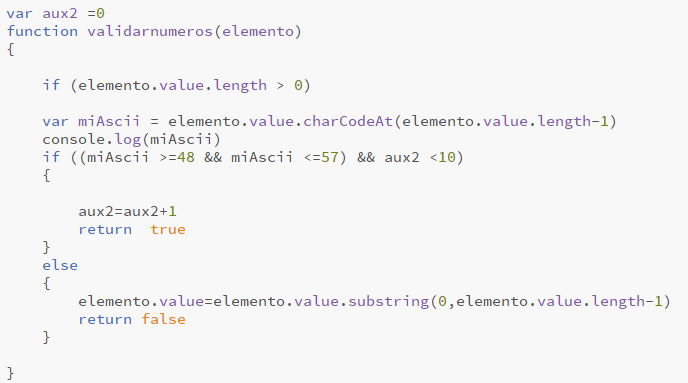 var aux2 =0
function validarnumeros(elemento)
{
if (elemento.value.length > 0)
var miAscii = elemento.value.charCodeAt(elemento.value.length-1)
console.log(miAscii)
if ((miAscii >=48 && miAscii <=57) && aux2 <10)
{
aux2=aux2+1
return  true
}
else
{
elemento.value=elemento.value.substring(0,elemento.value.length-1)
return false
}
}